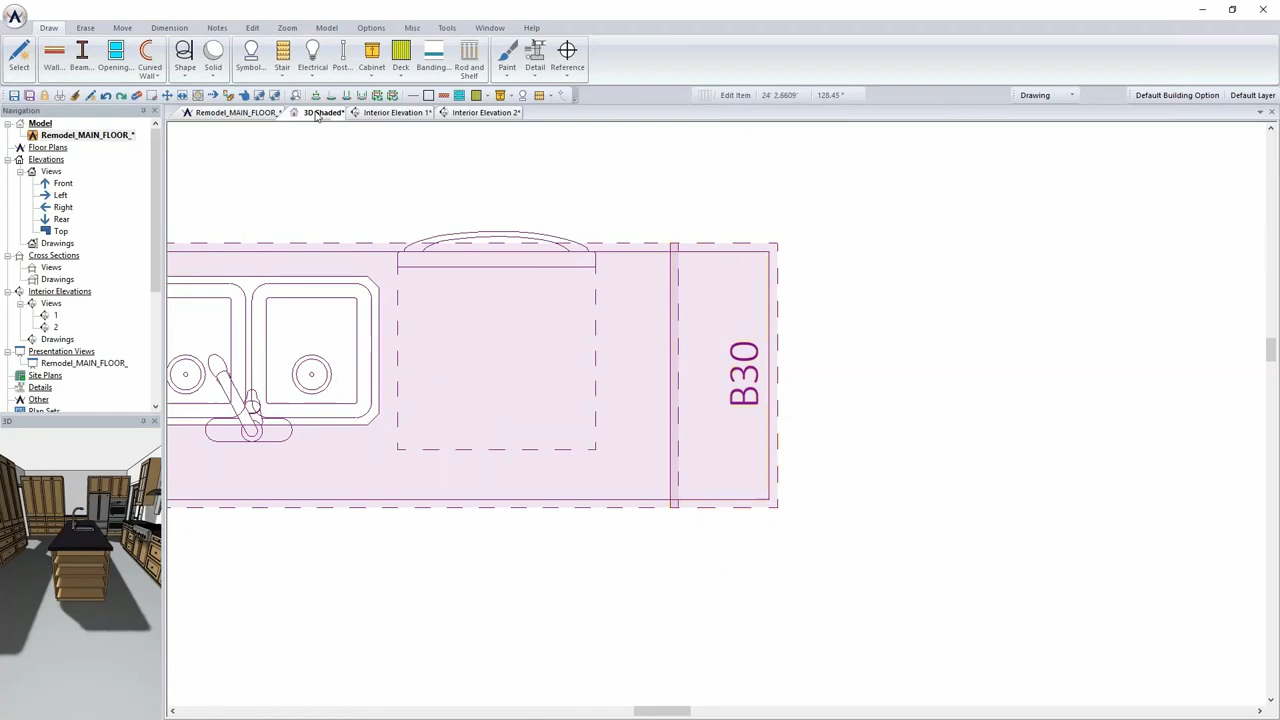 Draw Erase Move Dimension Notes Edit Zoom Model Options Misc Tools Window Help
Select Wall... Beam... Opening... Curved Wall Shape Solid Symbol... Stair Electrical Post... Cabinet Deck Banding... Rod and Shelf Paint Detail Reference
Edit Item 24' 2.6609" 128.45° Drawing Default Building Option Default Layer
Navigation
Remodel_MAIN_FLOOR_* 3D Shaded* Interior Elevation 1* Interior Elevation 2*
Model
Remodel_MAIN_FLOOR_*
Floor Plans
Elevations
Views
Front
Left
Right
Rear
Top
Drawings
Cross Sections
Views
Drawings
Interior Elevations
Views
1
2
Drawings
Presentation Views
Remodel_MAIN_FLOOR_
Site Plans
Details
Other
Plan Sets
3D
B30